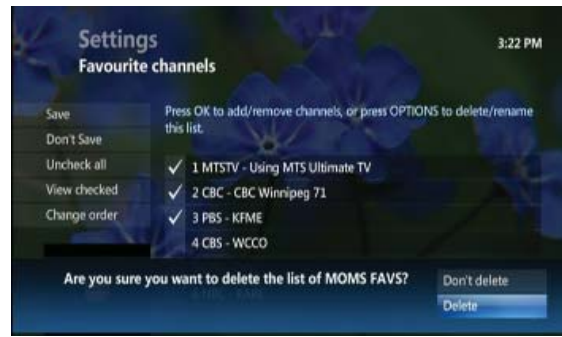 Settings
3:22 PM
Favourite channels
Save
Don't Save
Uncheck all
View checked
Change order
Press OK to add/remove channels, or press OPTIONS to delete/rename
this list.
1 MTSTV - Using MTS Ultimate TV
2 CBC - CBC Winnipeg 71
3 PBS - KFME
4 CBS - WCCO
Are you sure you want to delete the list of MOMS FAVS?
Don't delete
Delete